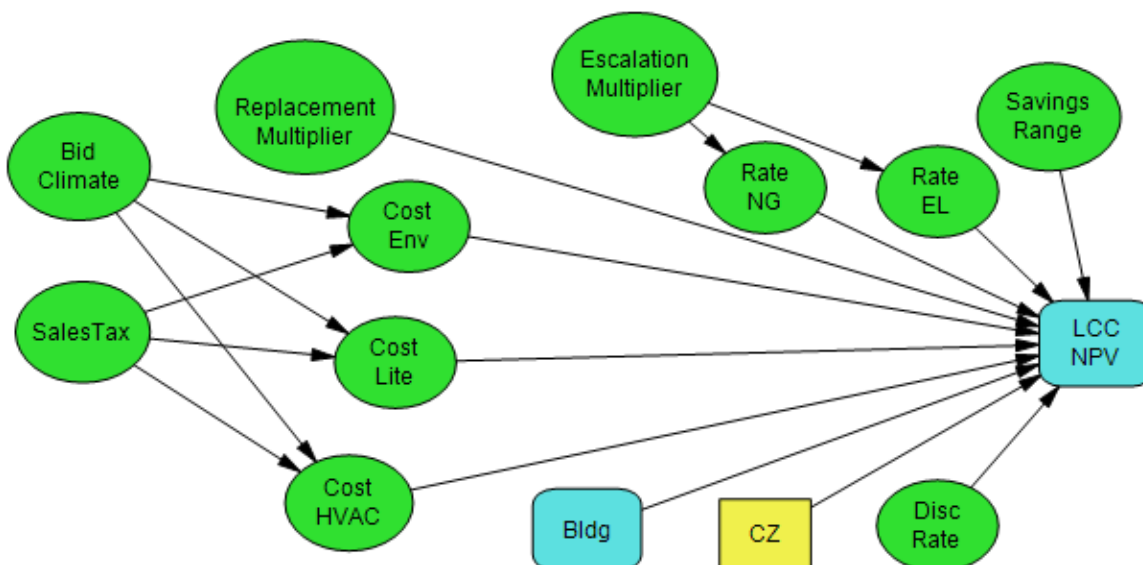 Escalation
Multiplier
Replacement
Multiplier
Savings
Range
Bid
Climate
Rate
NG
Rate
EL
Cost
Env
SalesTax
Cost
Lite
LCC
NPV
Cost
HVAC
Bldg
CZ
Disc
Rate